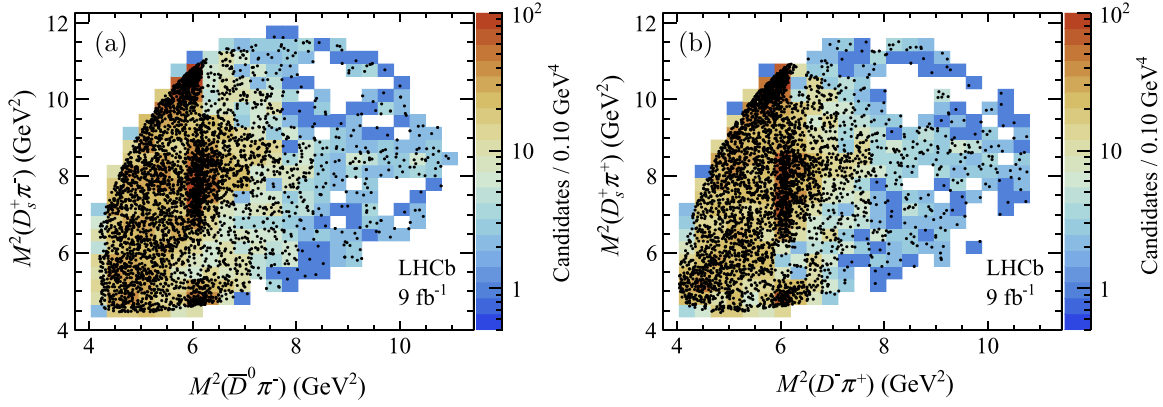 (a)
12
10
8
6
4
4 6 8 10
M²(D̅⁰π⁻) (GeV²)
M²(Dₛ⁺π⁻) (GeV²)
LHCb
9 fb⁻¹
10²
10
1
Candidates / 0.10 GeV⁴
(b)
12
10
8
6
4
4 6 8 10
M²(D⁻π⁺) (GeV²)
M²(Dₛ⁺π⁺) (GeV²)
LHCb
9 fb⁻¹
10²
10
1
Candidates / 0.10 GeV⁴